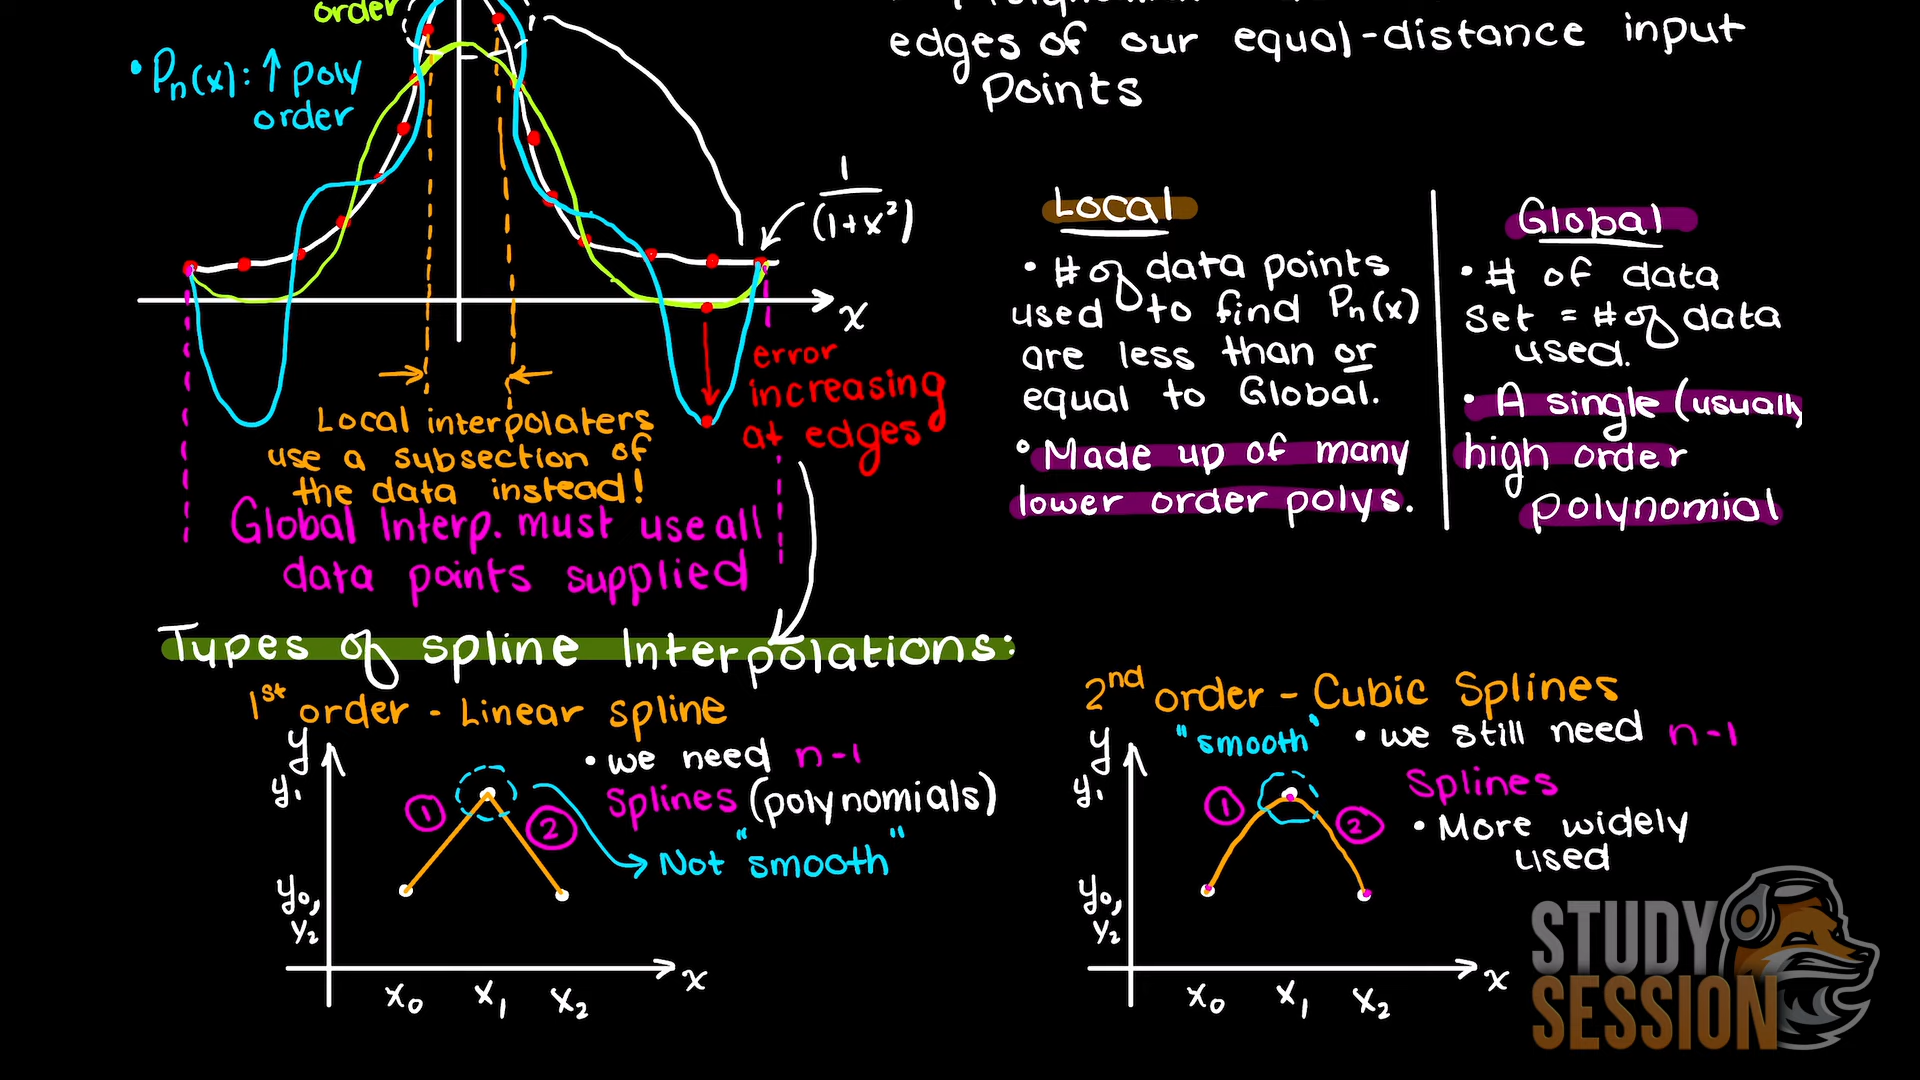 order
• Pn(x): ↑ poly
order
edges of our equal-distance input
Points
1
(1+x²)
x
error
increasing
at edges
Local interpolaters
use a subsection of
the data instead!
Global Interp. must use all
data points supplied
Local
• # of data points
used to find Pn(x)
are less than or
equal to Global.
• Made up of many
lower order polys.
Global
• # of data
set = # of data
used.
• A single (usually
high order
polynomial
Types of spline Interpolations:
1st order - Linear spline
y
y1
y0,
y2
1
2
• we need n-1
Splines (polynomials)
Not "smooth"
x
x0 x1 x2
2nd order - Cubic Splines
"smooth"
• we still need n-1
Splines
• More widely
used
y
y1
y0,
y2
1
2
x
x0 x1 x2
STUDY
SESSION